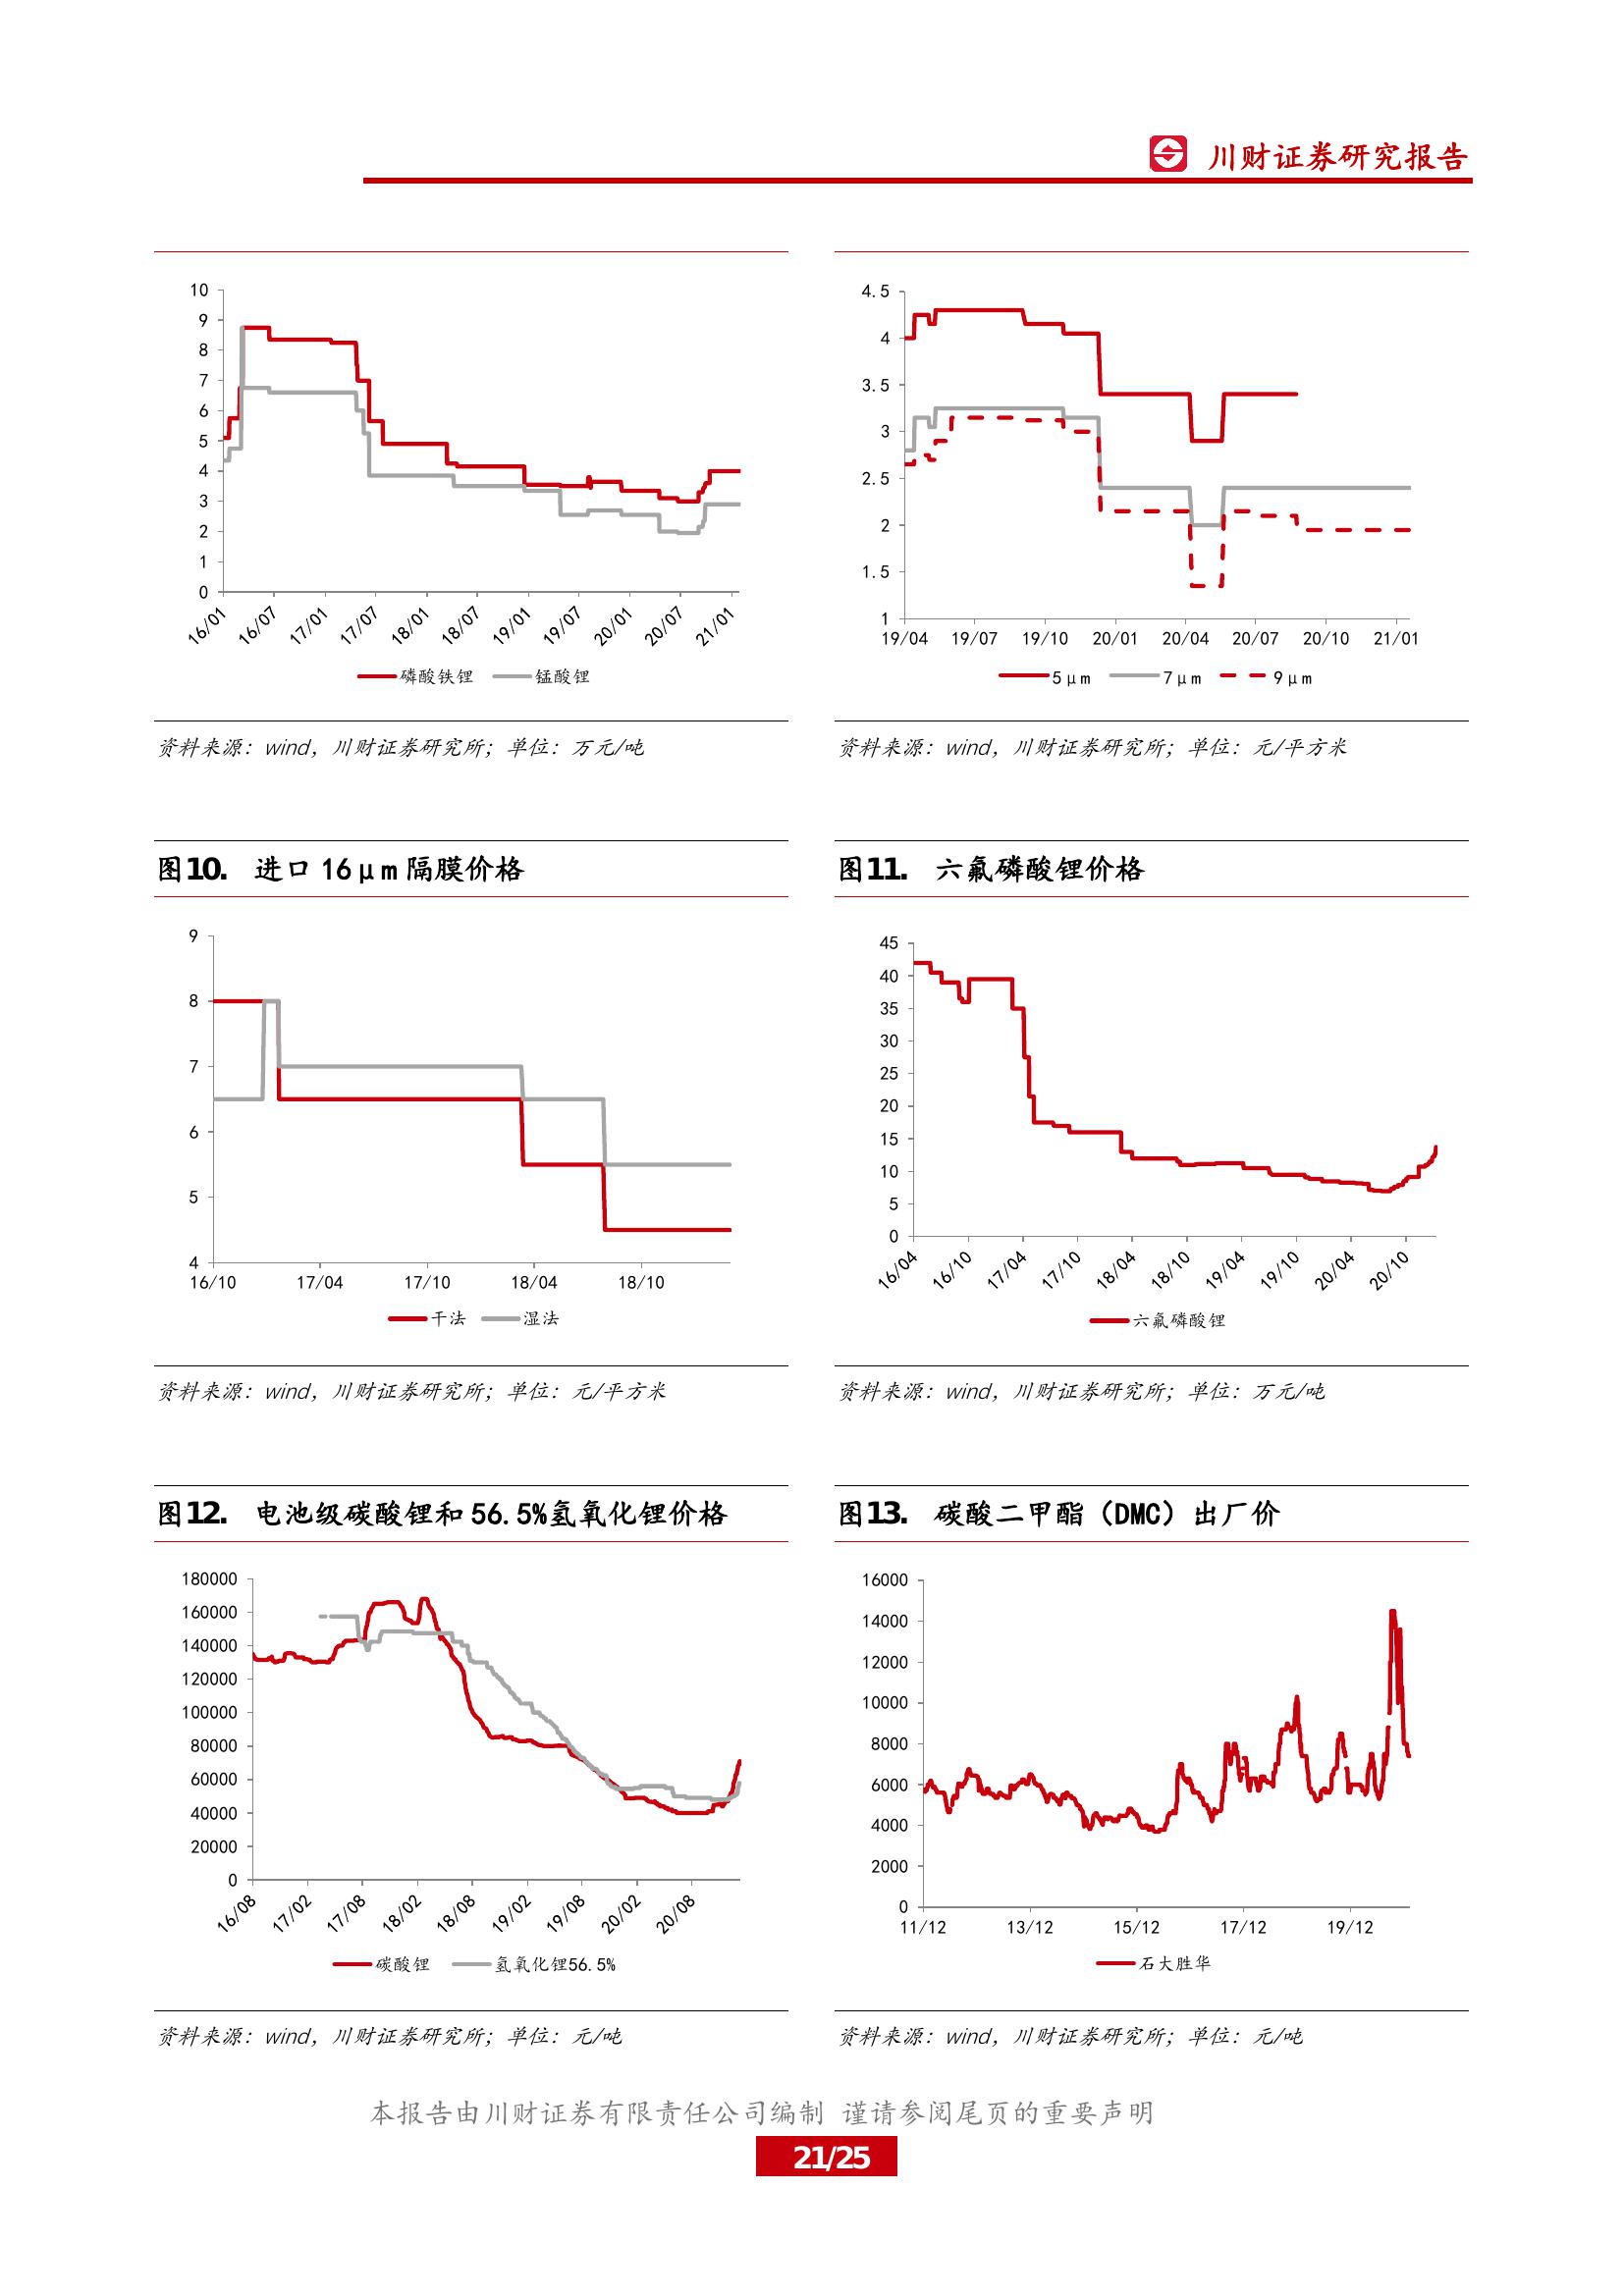 川财证券研究报告
10
9
8
7
6
5
4
3
2
1
0
16/01 16/07 17/01 17/07 18/01 18/07 19/01 19/07 20/01 20/07 21/01
磷酸铁锂 锰酸锂
资料来源：wind，川财证券研究所；单位：万元/吨
4.5
4
3.5
3
2.5
2
1.5
1
19/04 19/07 19/10 20/01 20/04 20/07 20/10 21/01
5μm 7μm 9μm
资料来源：wind，川财证券研究所；单位：元/平方米
图10. 进口 16μm 隔膜价格
9
8
7
6
5
4
16/10 17/04 17/10 18/04 18/10
干法 湿法
资料来源：wind，川财证券研究所；单位：元/平方米
图11. 六氟磷酸锂价格
45
40
35
30
25
20
15
10
5
0
16/04 16/10 17/04 17/10 18/04 18/10 19/04 19/10 20/04 20/10
六氟磷酸锂
资料来源：wind，川财证券研究所；单位：万元/吨
图12. 电池级碳酸锂和 56.5%氢氧化锂价格
180000
160000
140000
120000
100000
80000
60000
40000
20000
0
16/08 17/02 17/08 18/02 18/08 19/02 19/08 20/02 20/08
碳酸锂 氢氧化锂56.5%
资料来源：wind，川财证券研究所；单位：元/吨
图13. 碳酸二甲酯（DMC）出厂价
16000
14000
12000
10000
8000
6000
4000
2000
0
11/12 13/12 15/12 17/12 19/12
石大胜华
资料来源：wind，川财证券研究所；单位：元/吨
本报告由川财证券有限责任公司编制 谨请参阅尾页的重要声明
21/25